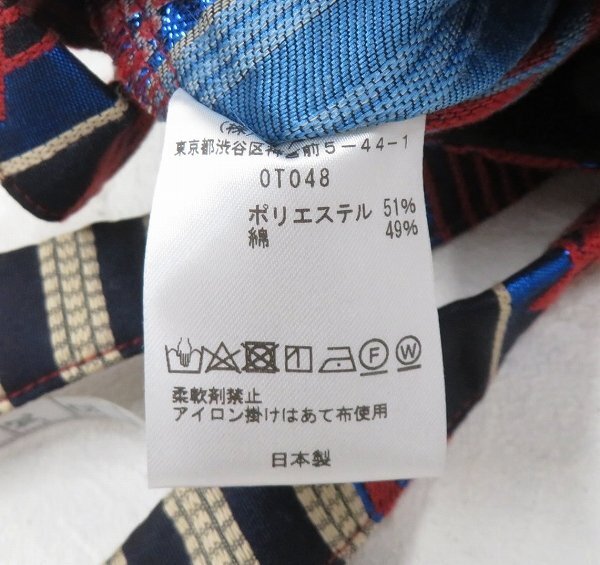 (株
東京都渋谷区神宮前5-44-1
OT048
ポリエステル 51%
綿 49%
F W
柔軟剤禁止
アイロン掛けはあて布使用
日本製